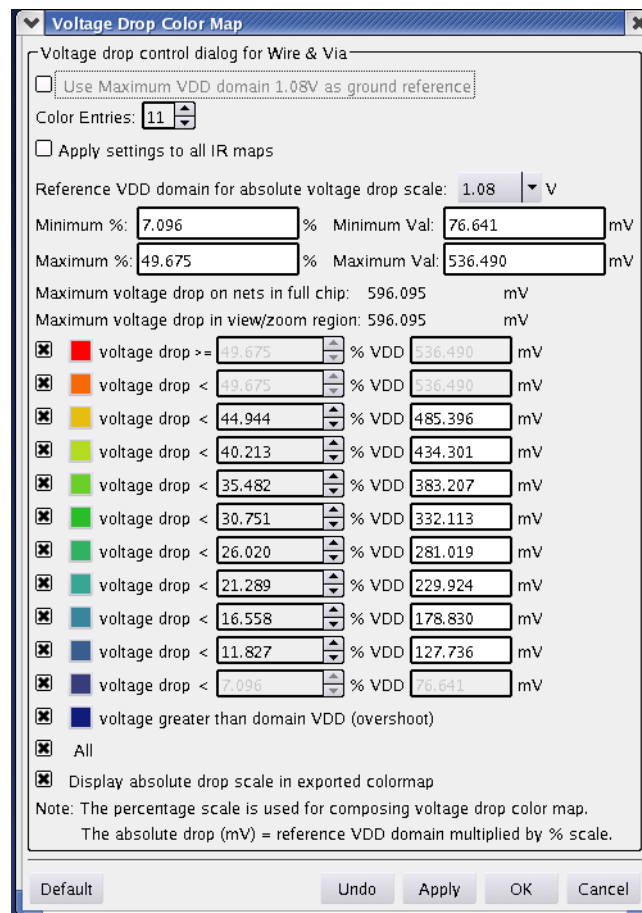 Voltage Drop Color Map
Voltage drop control dialog for Wire & Via
Use Maximum VDD domain 1.08V as ground reference
Color Entries: 11
Apply settings to all IR maps
Reference VDD domain for absolute voltage drop scale: 1.08 V
Minimum %: 7.096 % Minimum Val: 76.641 mV
Maximum %: 49.675 % Maximum Val: 536.490 mV
Maximum voltage drop on nets in full chip: 596.095 mV
Maximum voltage drop in view/zoom region: 596.095 mV
voltage drop >= 49.675 % VDD 536.490 mV
voltage drop < 49.675 % VDD 536.490 mV
voltage drop < 44.944 % VDD 485.396 mV
voltage drop < 40.213 % VDD 434.301 mV
voltage drop < 35.482 % VDD 383.207 mV
voltage drop < 30.751 % VDD 332.113 mV
voltage drop < 26.020 % VDD 281.019 mV
voltage drop < 21.289 % VDD 229.924 mV
voltage drop < 16.558 % VDD 178.830 mV
voltage drop < 11.827 % VDD 127.736 mV
voltage drop < 7.096 % VDD 76.641 mV
voltage greater than domain VDD (overshoot)
All
Display absolute drop scale in exported colormap
Note: The percentage scale is used for composing voltage drop color map.
The absolute drop (mV) = reference VDD domain multiplied by % scale.
Default Undo Apply OK Cancel